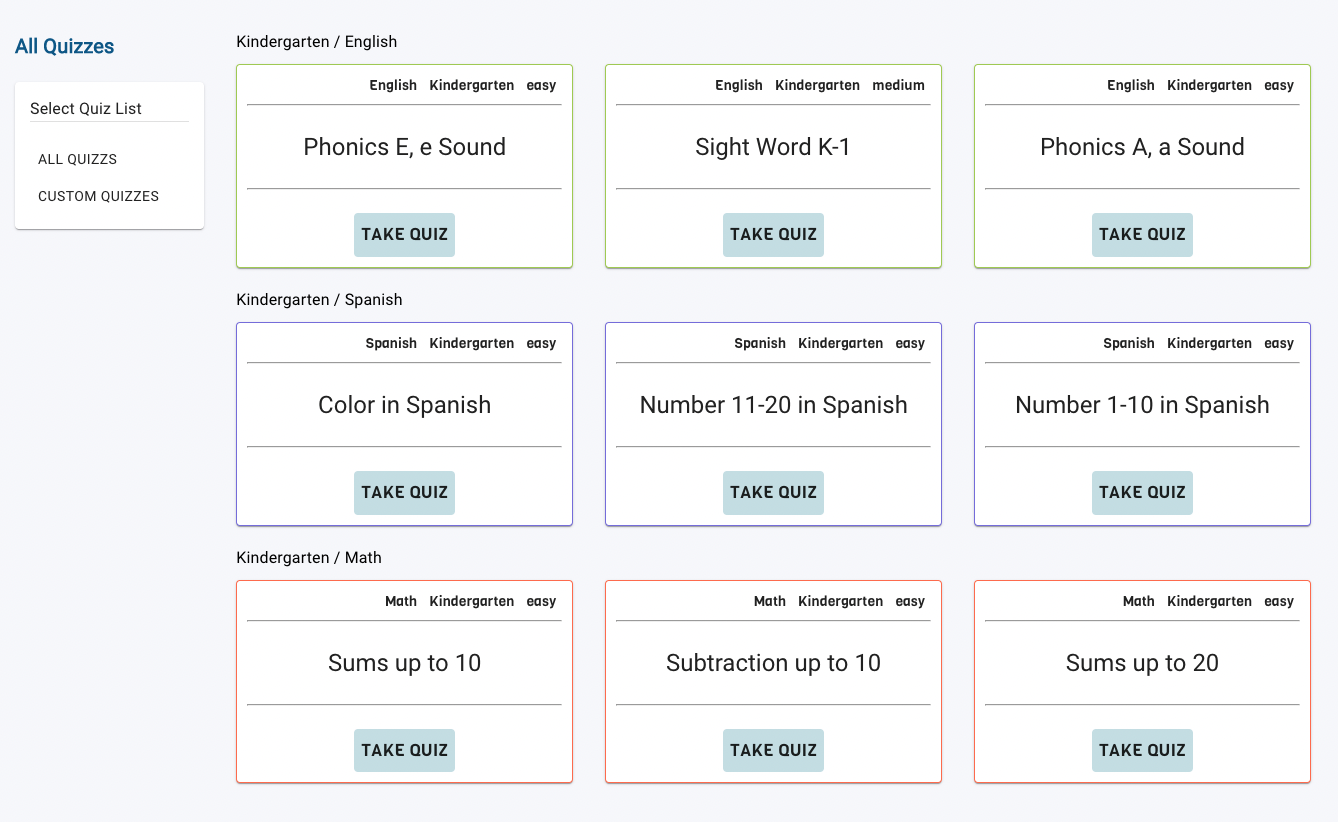 All Quizzes
Select Quiz List
ALL QUIZZS
CUSTOM QUIZZES
Kindergarten / English
English Kindergarten easy
Phonics E, e Sound
TAKE QUIZ
English Kindergarten medium
Sight Word K-1
TAKE QUIZ
English Kindergarten easy
Phonics A, a Sound
TAKE QUIZ
Kindergarten / Spanish
Spanish Kindergarten easy
Color in Spanish
TAKE QUIZ
Spanish Kindergarten easy
Number 11-20 in Spanish
TAKE QUIZ
Spanish Kindergarten easy
Number 1-10 in Spanish
TAKE QUIZ
Kindergarten / Math
Math Kindergarten easy
Sums up to 10
TAKE QUIZ
Math Kindergarten easy
Subtraction up to 10
TAKE QUIZ
Math Kindergarten easy
Sums up to 20
TAKE QUIZ